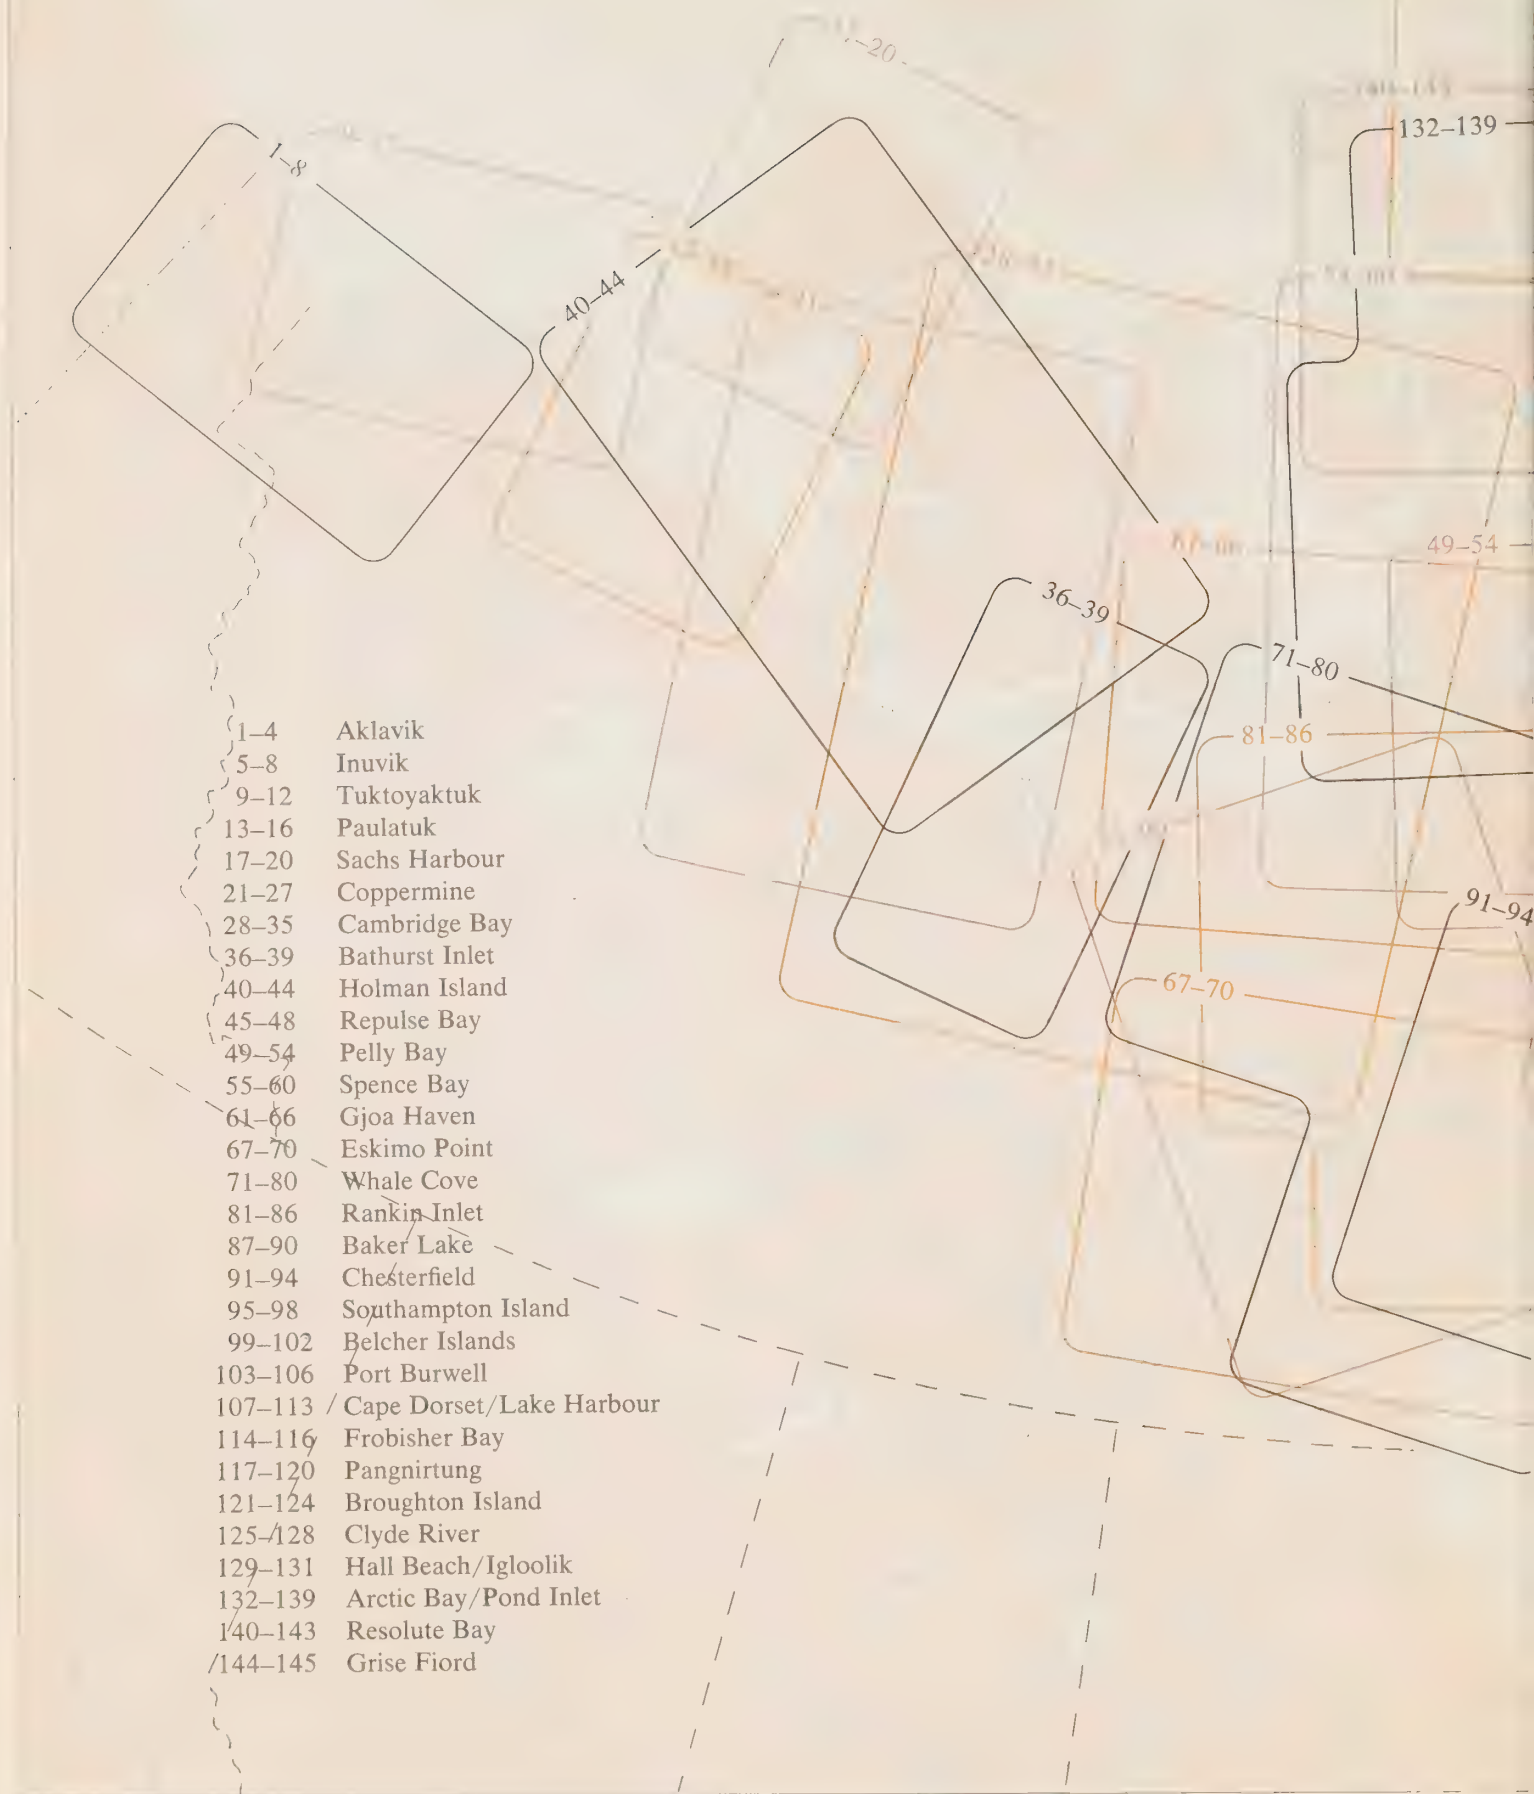 –20
132–139
1–8
40–44
49–54
36–39
71–80
81–86
91–94
67–70
1–4 Aklavik
5–8 Inuvik
9–12 Tuktoyaktuk
13–16 Paulatuk
17–20 Sachs Harbour
21–27 Coppermine
28–35 Cambridge Bay
36–39 Bathurst Inlet
40–44 Holman Island
45–48 Repulse Bay
49–54 Pelly Bay
55–60 Spence Bay
61–66 Gjoa Haven
67–70 Eskimo Point
71–80 Whale Cove
81–86 Rankin Inlet
87–90 Baker Lake
91–94 Chesterfield
95–98 Southampton Island
99–102 Belcher Islands
103–106 Port Burwell
107–113 Cape Dorset/Lake Harbour
114–116 Frobisher Bay
117–120 Pangnirtung
121–124 Broughton Island
125–128 Clyde River
129–131 Hall Beach/Igloolik
132–139 Arctic Bay/Pond Inlet
140–143 Resolute Bay
144–145 Grise Fiord